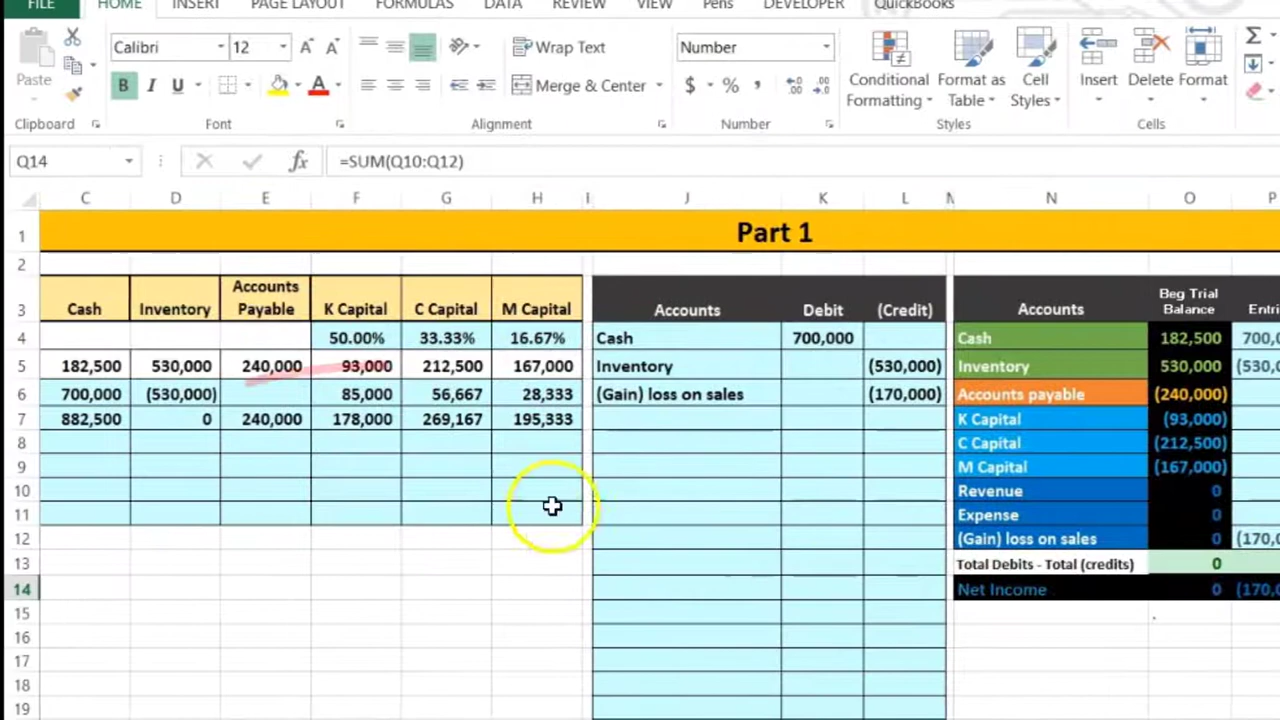 FILE HOME INSERT PAGE LAYOUT FORMULAS DATA REVIEW VIEW Pens DEVELOPER QuickBooks
Calibri 12 Wrap Text Number
Paste B I U Merge & Center $ % , Conditional Formatting Format as Table Cell Styles Insert Delete Format
Clipboard Font Alignment Number Styles Cells
Q14 fx =SUM(Q10:Q12)
C D E F G H I J K L M N O P
1 Part 1
2
3 Cash Inventory Accounts Payable K Capital C Capital M Capital Accounts Debit (Credit) Accounts Beg Trial Balance
4 50.00% 33.33% 16.67% Cash 700,000 Cash 182,500
5 182,500 530,000 240,000 93,000 212,500 167,000 Inventory (530,000) Inventory 530,000
6 700,000 (530,000) 85,000 56,667 28,333 (Gain) loss on sales (170,000) Accounts payable (240,000)
7 882,500 0 240,000 178,000 269,167 195,333 K Capital (93,000)
8 C Capital (212,500)
9 M Capital (167,000)
10 Revenue 0
11 Expense 0
12 (Gain) loss on sales 0
13 Total Debits - Total (credits) 0
14 Net Income 0
15
16
17
18
19